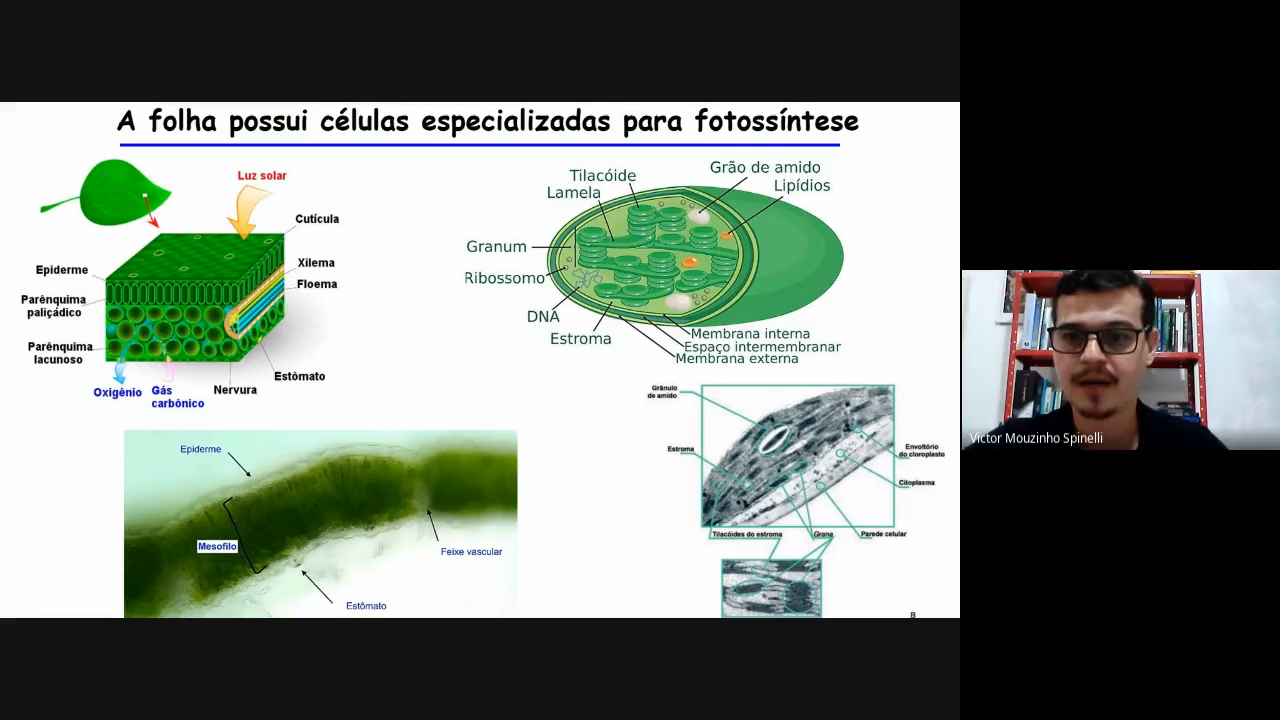 A folha possui células especializadas para fotossíntese
Luz solar
Cutícula
Epiderme
Xilema
Floema
Parênquima
paliçádico
Parênquima
lacunoso
Oxigênio
Gás
carbônico
Nervura
Estômato
Tilacóide
Lamela
Grão de amido
Lipídios
Granum
Ribossomo
DNA
Estroma
Membrana interna
Espaço intermembranar
Membrana externa
Epiderme
Mesofilo
Feixe vascular
Estômato
Grânulo
de amido
Estroma
Envoltório
do cloroplasto
Citoplasma
Tilacóides do estroma
Grana
Parede celular
B
Victor Mouzinho Spinelli